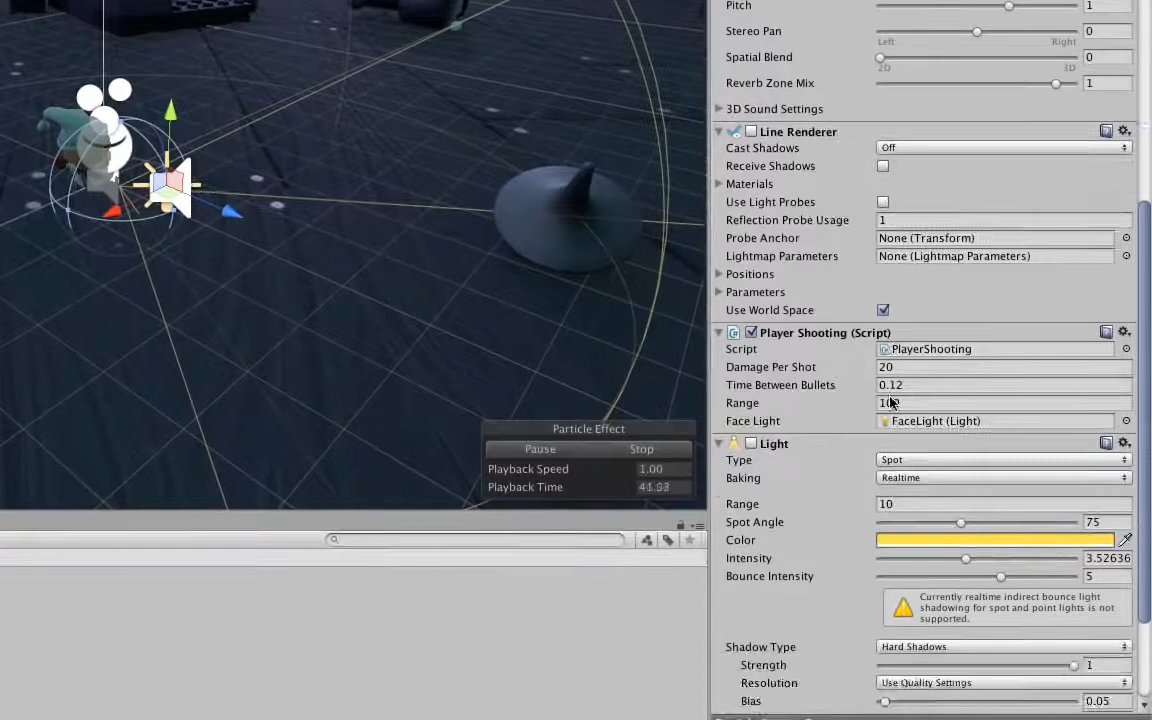 Pitch 1
Stereo Pan 0
Left Right
Spatial Blend 0
2D 3D
Reverb Zone Mix 1
3D Sound Settings
Line Renderer
Cast Shadows Off
Receive Shadows
Materials
Use Light Probes
Reflection Probe Usage 1
Probe Anchor None (Transform)
Lightmap Parameters None (Lightmap Parameters)
Positions
Parameters
Use World Space
Player Shooting (Script)
Script PlayerShooting
Damage Per Shot 20
Time Between Bullets 0.12
Range
Face Light FaceLight (Light)
Light
Type Spot
Baking Realtime
Range 10
Spot Angle 75
Color
Intensity 3.52636
Bounce Intensity 5
Currently realtime indirect bounce light
shadowing for spot and point lights is not
supported.
Shadow Type Hard Shadows
Strength 1
Resolution Use Quality Settings
Bias 0.05
Particle Effect
Pause Stop
Playback Speed 1.00
Playback Time